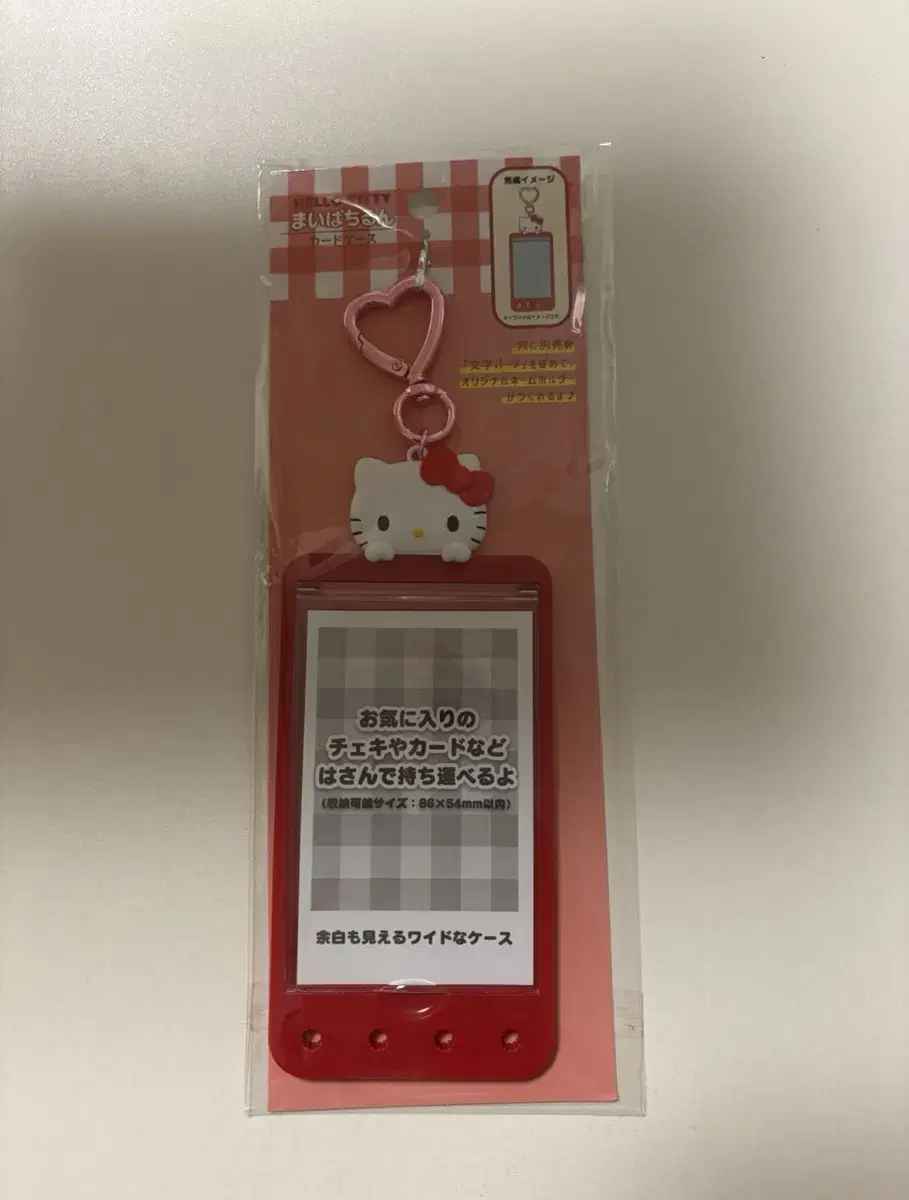 HELLO KITTY
まいぱちるん
カードケース
完成イメージ
穴に別売の
「文字パーツ」をはめて、
オリジナルネームホルダー
がつくれるよ♪
お気に入りの
チェキやカードなど
はさんで持ち運べるよ
(収納可能サイズ:86×54mm以内)
余白も見えるワイドなケース